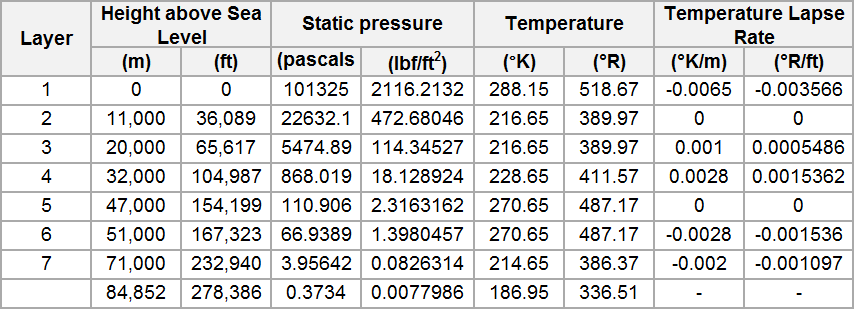 Layer Height above Sea Level Static pressure Temperature Temperature Lapse Rate
(m) (ft) (pascals (lbf/ft2) (°K) (°R) (°K/m) (°R/ft)
1 0 0 101325 2116.2132 288.15 518.67 -0.0065 -0.003566
2 11,000 36,089 22632.1 472.68046 216.65 389.97 0 0
3 20,000 65,617 5474.89 114.34527 216.65 389.97 0.001 0.0005486
4 32,000 104,987 868.019 18.128924 228.65 411.57 0.0028 0.0015362
5 47,000 154,199 110.906 2.3163162 270.65 487.17 0 0
6 51,000 167,323 66.9389 1.3980457 270.65 487.17 -0.0028 -0.001536
7 71,000 232,940 3.95642 0.0826314 214.65 386.37 -0.002 -0.001097
84,852 278,386 0.3734 0.0077986 186.95 336.51 - -